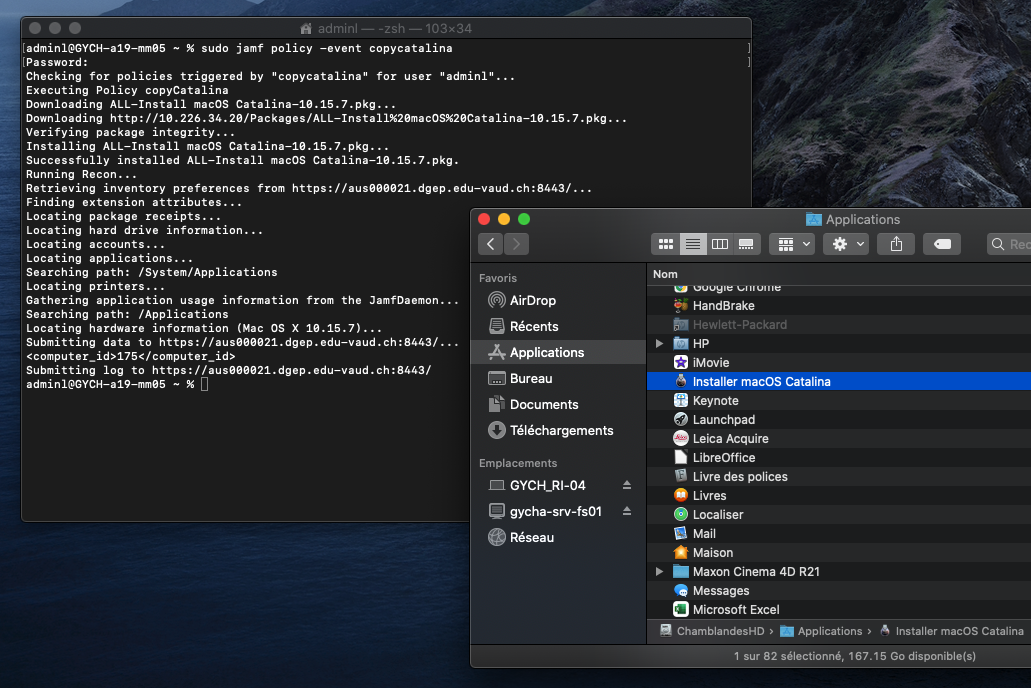 adminl — -zsh — 103×34
[adminl@GYCH-a19-mm05 ~ % sudo jamf policy -event copycatalina ]
[Password: ]
Checking for policies triggered by "copycatalina" for user "adminl"...
Executing Policy copyCatalina
Downloading ALL-Install macOS Catalina-10.15.7.pkg...
Downloading http://10.226.34.20/Packages/ALL-Install%20macOS%20Catalina-10.15.7.pkg...
Verifying package integrity...
Installing ALL-Install macOS Catalina-10.15.7.pkg...
Successfully installed ALL-Install macOS Catalina-10.15.7.pkg.
Running Recon...
Retrieving inventory preferences from https://aus000021.dgep.edu-vaud.ch:8443/...
Finding extension attributes...
Locating package receipts...
Locating hard drive information...
Locating accounts...
Locating applications...
Searching path: /System/Applications
Locating printers...
Gathering application usage information from the JamfDaemon...
Searching path: /Applications
Locating hardware information (Mac OS X 10.15.7)...
Submitting data to https://aus000021.dgep.edu-vaud.ch:8443/...
<computer_id>175</computer_id>
Submitting log to https://aus000021.dgep.edu-vaud.ch:8443/
adminl@GYCH-a19-mm05 ~ %
Applications
Rec
Favoris
AirDrop
Récents
Applications
Bureau
Documents
Téléchargements
Emplacements
GYCH_RI-04
gycha-srv-fs01
Réseau
Nom
Google Chrome
HandBrake
Hewlett-Packard
HP
iMovie
Installer macOS Catalina
Keynote
Launchpad
Leica Acquire
LibreOffice
Livre des polices
Livres
Localiser
Mail
Maison
Maxon Cinema 4D R21
Messages
Microsoft Excel
ChamblandesHD › Applications › Installer macOS Catalina
1 sur 82 sélectionné, 167.15 Go disponible(s)